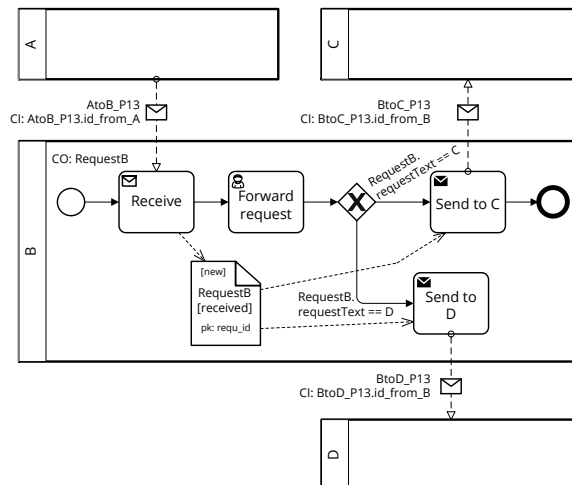 A
C
AtoB_P13
CI: AtoB_P13.id_from_A
BtoC_P13
CI: BtoC_P13.id_from_B
B
CO: RequestB
Receive
Forward
request
X
RequestB.
requestText == C
Send to C
[new]
RequestB
[received]
pk: requ_id
RequestB.
requestText == D
Send to
D
BtoD_P13
CI: BtoD_P13.id_from_B
D